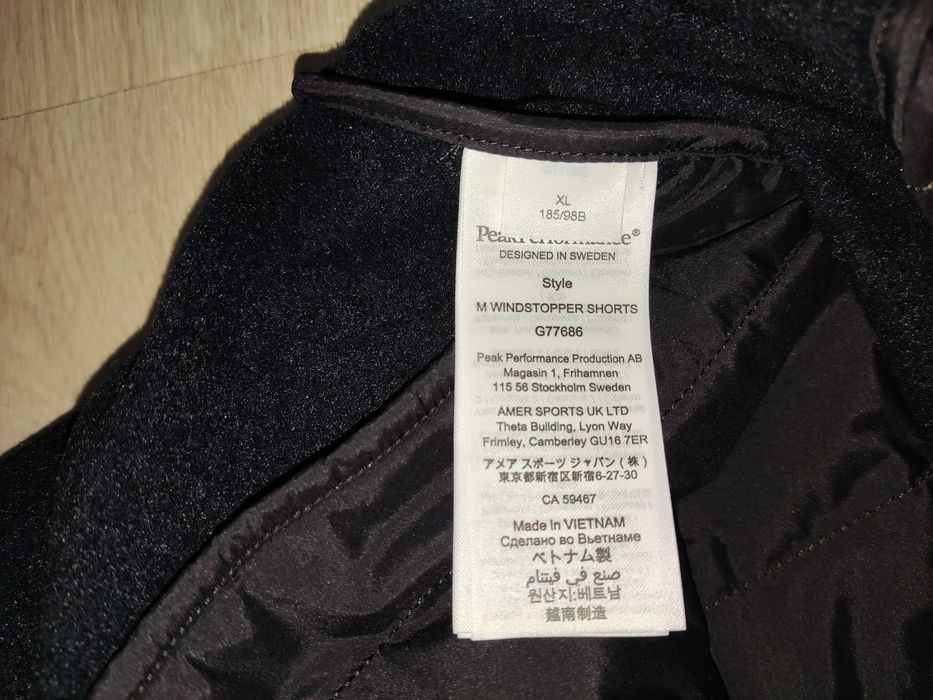 XL
185/98B
PeakPerformance®
DESIGNED IN SWEDEN
Style
M WINDSTOPPER SHORTS
G77686
Peak Performance Production AB
Magasin 1, Frihamnen
115 56 Stockholm Sweden
AMER SPORTS UK LTD
Theta Building, Lyon Way
Frimley, Camberley GU16 7ER
アメア スポーツ ジャパン（株）
東京都新宿区新宿6-27-30
CA 59467
Made in VIETNAM
Сделано во Вьетнаме
ベトナム製
صنع في فيتنام
원산지:베트남
越南制造